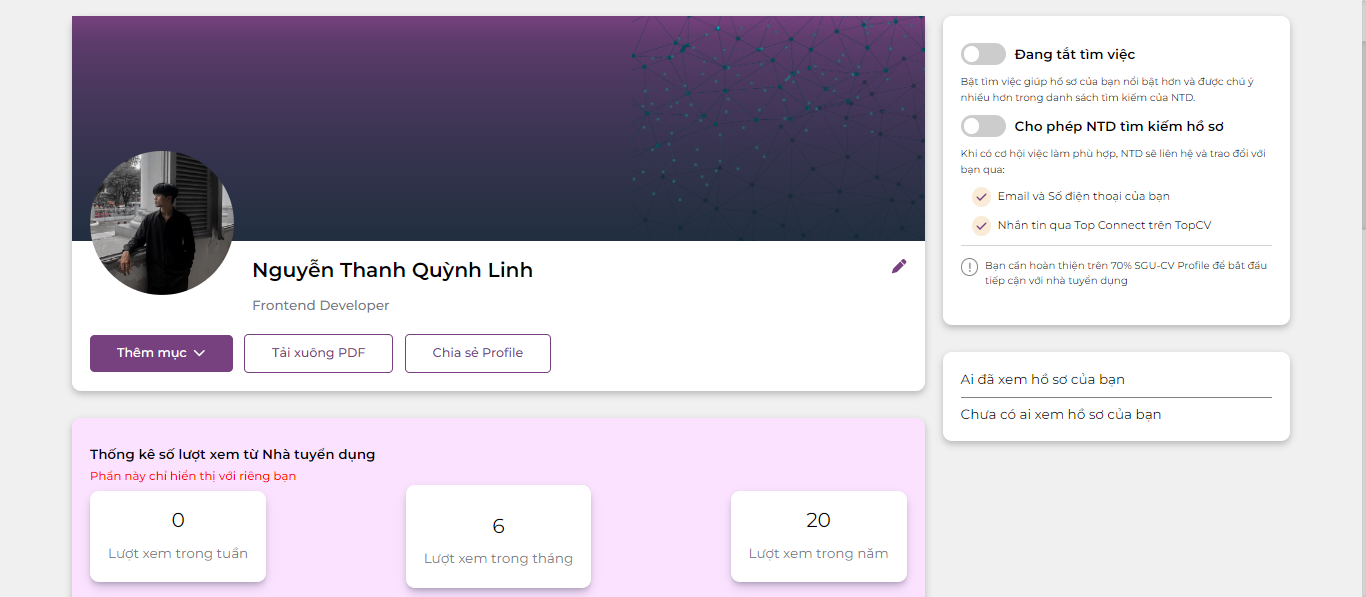 Nguyễn Thanh Quỳnh Linh
Frontend Developer
Thêm mục
Tải xuông PDF
Chia sẻ Profile
Thống kê số lượt xem từ Nhà tuyển dụng
Phần này chỉ hiển thị với riêng bạn
0
Lượt xem trong tuần
6
Lượt xem trong tháng
20
Lượt xem trong năm
Đang tắt tìm việc
Bật tìm việc giúp hồ sơ của bạn nổi bật hơn và được chú ý
nhiều hơn trong danh sách tìm kiếm của NTD.
Cho phép NTD tìm kiếm hồ sơ
Khi có cơ hội việc làm phù hợp, NTD sẽ liên hệ và trao đổi với
bạn qua:
Email và Số điện thoại của bạn
Nhắn tin qua Top Connect trên TopCV
Bạn cần hoàn thiện trên 70% SGU-CV Profile để bắt đầu
tiếp cận với nhà tuyển dụng
Ai đã xem hồ sơ của bạn
Chưa có ai xem hồ sơ của bạn